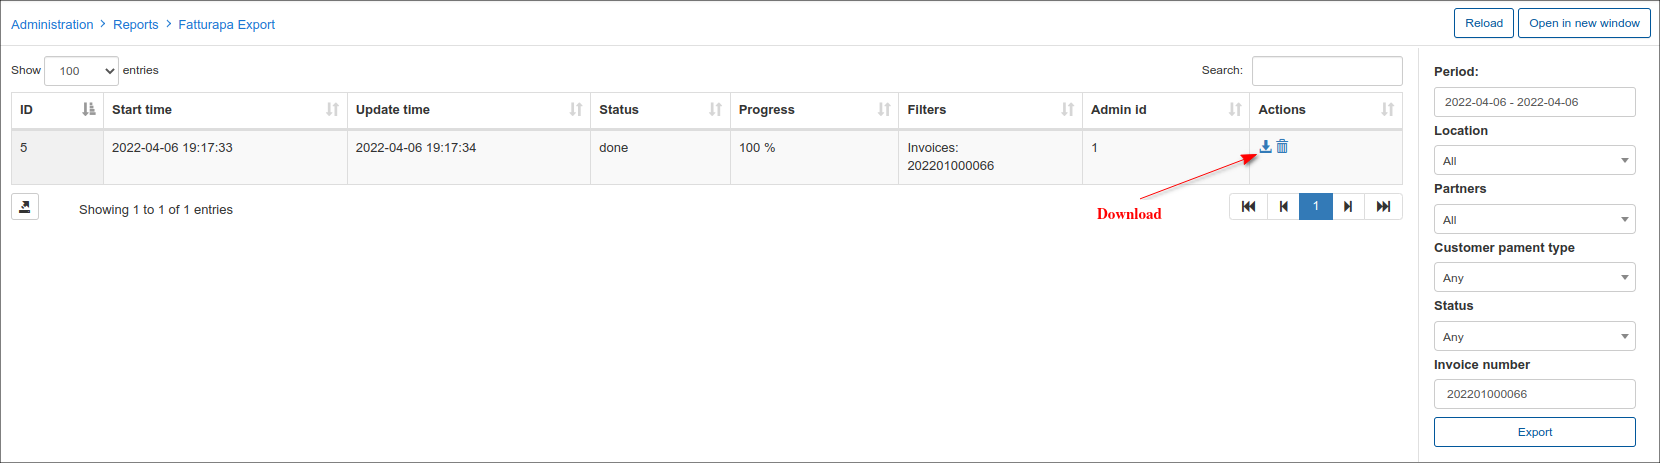 Administration > Reports > Fatturapa Export
Reload
Open in new window
Show 100 entries
Search:
ID Start time Update time Status Progress Filters Admin id Actions
5 2022-04-06 19:17:33 2022-04-06 19:17:34 done 100 % Invoices: 1
202201000066
Showing 1 to 1 of 1 entries
1
Download
Period:
2022-04-06 - 2022-04-06
Location
All
Partners
All
Customer pament type
Any
Status
Any
Invoice number
202201000066
Export